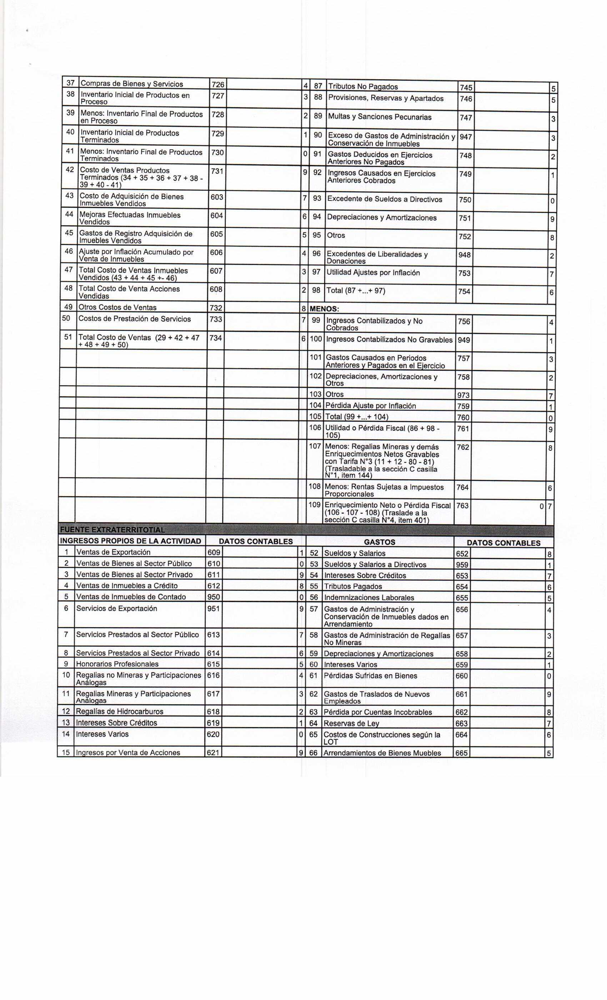 37 Compras de Bienes y Servicios 726 4 87 Tributos No Pagados 745 5
38 Inventario Inicial de Productos en 727 3 88 Provisiones, Reservas y Apartados 746 5
Proceso
39 Menos: Inventario Final de Productos 728 2 89 Multas y Sanciones Pecunarias 747 3
en Proceso
40 Inventario Inicial de Productos 729 1 90 Exceso de Gastos de Administración y 947 3
Terminados Conservación de Inmuebles
41 Menos: Inventario Final de Productos 730 0 91 Gastos Deducidos en Ejercicios 748 2
Terminados Anteriores No Pagados
42 Costo de Ventas Productos 731 9 92 Ingresos Causados en Ejercicios 749 1
Terminados (34 + 35 + 36 + 37 + 38 - Anteriores Cobrados
39 + 40 - 41)
43 Costo de Adquisición de Bienes 603 7 93 Excedente de Sueldos a Directivos 750 0
Inmuebles Vendidos
44 Mejoras Efectuadas Inmuebles 604 6 94 Depreciaciones y Amortizaciones 751 9
Vendidos
45 Gastos de Registro Adquisición de 605 5 95 Otros 752 8
Imuebles Vendidos
46 Ajuste por Inflación Acumulado por 606 4 96 Excedentes de Liberalidades y 948 2
Venta de Inmuebles Donaciones
47 Total Costo de Ventas Inmuebles 607 3 97 Utilidad Ajustes por Inflación 753 7
Vendidos (43 + 44 + 45 +- 46)
48 Total Costo de Venta Acciones 608 2 98 Total (87 +...+ 97) 754 6
Vendidas
49 Otros Costos de Ventas 732 8 MENOS:
50 Costos de Prestación de Servicios 733 7 99 Ingresos Contabilizados y No 756 4
Cobrados
51 Total Costo de Ventas (29 + 42 + 47 734 6 100 Ingresos Contabilizados No Gravables 949 1
+ 48 + 49 + 50)
101 Gastos Causados en Periodos 757 3
Anteriores y Pagados en el Ejercicio
102 Depreciaciones, Amortizaciones y 758 2
Otros
103 Otros 973 7
104 Pérdida Ajuste por Inflación 759 1
105 Total (99 +...+ 104) 760 0
106 Utilidad o Pérdida Fiscal (86 + 98 - 761 9
105)
107 Menos: Regalias Mineras y demás 762 8
Enriquecimientos Netos Gravables
con Tarifa N°3 (11 + 12 - 80 - 81)
(Trasladable a la sección C casilla
N°1, item 144)
108 Menos: Rentas Sujetas a Impuestos 764 6
Proporcionales
109 Enriquecimiento Neto o Pérdida Fiscal 763 0 7
(106 - 107 - 108) (Traslade a la
sección C casilla N°4, item 401)
FUENTE EXTRATERRITOTIAL
INGRESOS PROPIOS DE LA ACTIVIDAD DATOS CONTABLES GASTOS DATOS CONTABLES
1 Ventas de Exportación 609 1 52 Sueldos y Salarios 652 8
2 Ventas de Bienes al Sector Público 610 0 53 Sueldos y Salarios a Directivos 959 1
3 Ventas de Bienes al Sector Privado 611 9 54 Intereses Sobre Créditos 653 7
4 Ventas de Inmuebles a Crédito 612 8 55 Tributos Pagados 654 6
5 Ventas de Inmuebles de Contado 950 0 56 Indemnizaciones Laborales 655 5
6 Servicios de Exportación 951 9 57 Gastos de Administración y 656 4
Conservación de Inmuebles dados en
Arrendamiento
7 Servicios Prestados al Sector Público 613 7 58 Gastos de Administración de Regalías 657 3
No Mineras
8 Servicios Prestados al Sector Privado 614 6 59 Depreciaciones y Amortizaciones 658 2
9 Honorarios Profesionales 615 5 60 Intereses Varios 659 1
10 Regalias no Mineras y Participaciones 616 4 61 Pérdidas Sufridas en Bienes 660 0
Análogas
11 Regalias Mineras y Participaciones 617 3 62 Gastos de Traslados de Nuevos 661 9
Análogas Empleados
12 Regalías de Hidrocarburos 618 2 63 Pérdida por Cuentas Incobrables 662 8
13 Intereses Sobre Créditos 619 1 64 Reservas de Ley 663 7
14 Intereses Varios 620 0 65 Costos de Construcciones según la 664 6
LOT
15 Ingresos por Venta de Acciones 621 9 66 Arrendamientos de Bienes Muebles 665 5